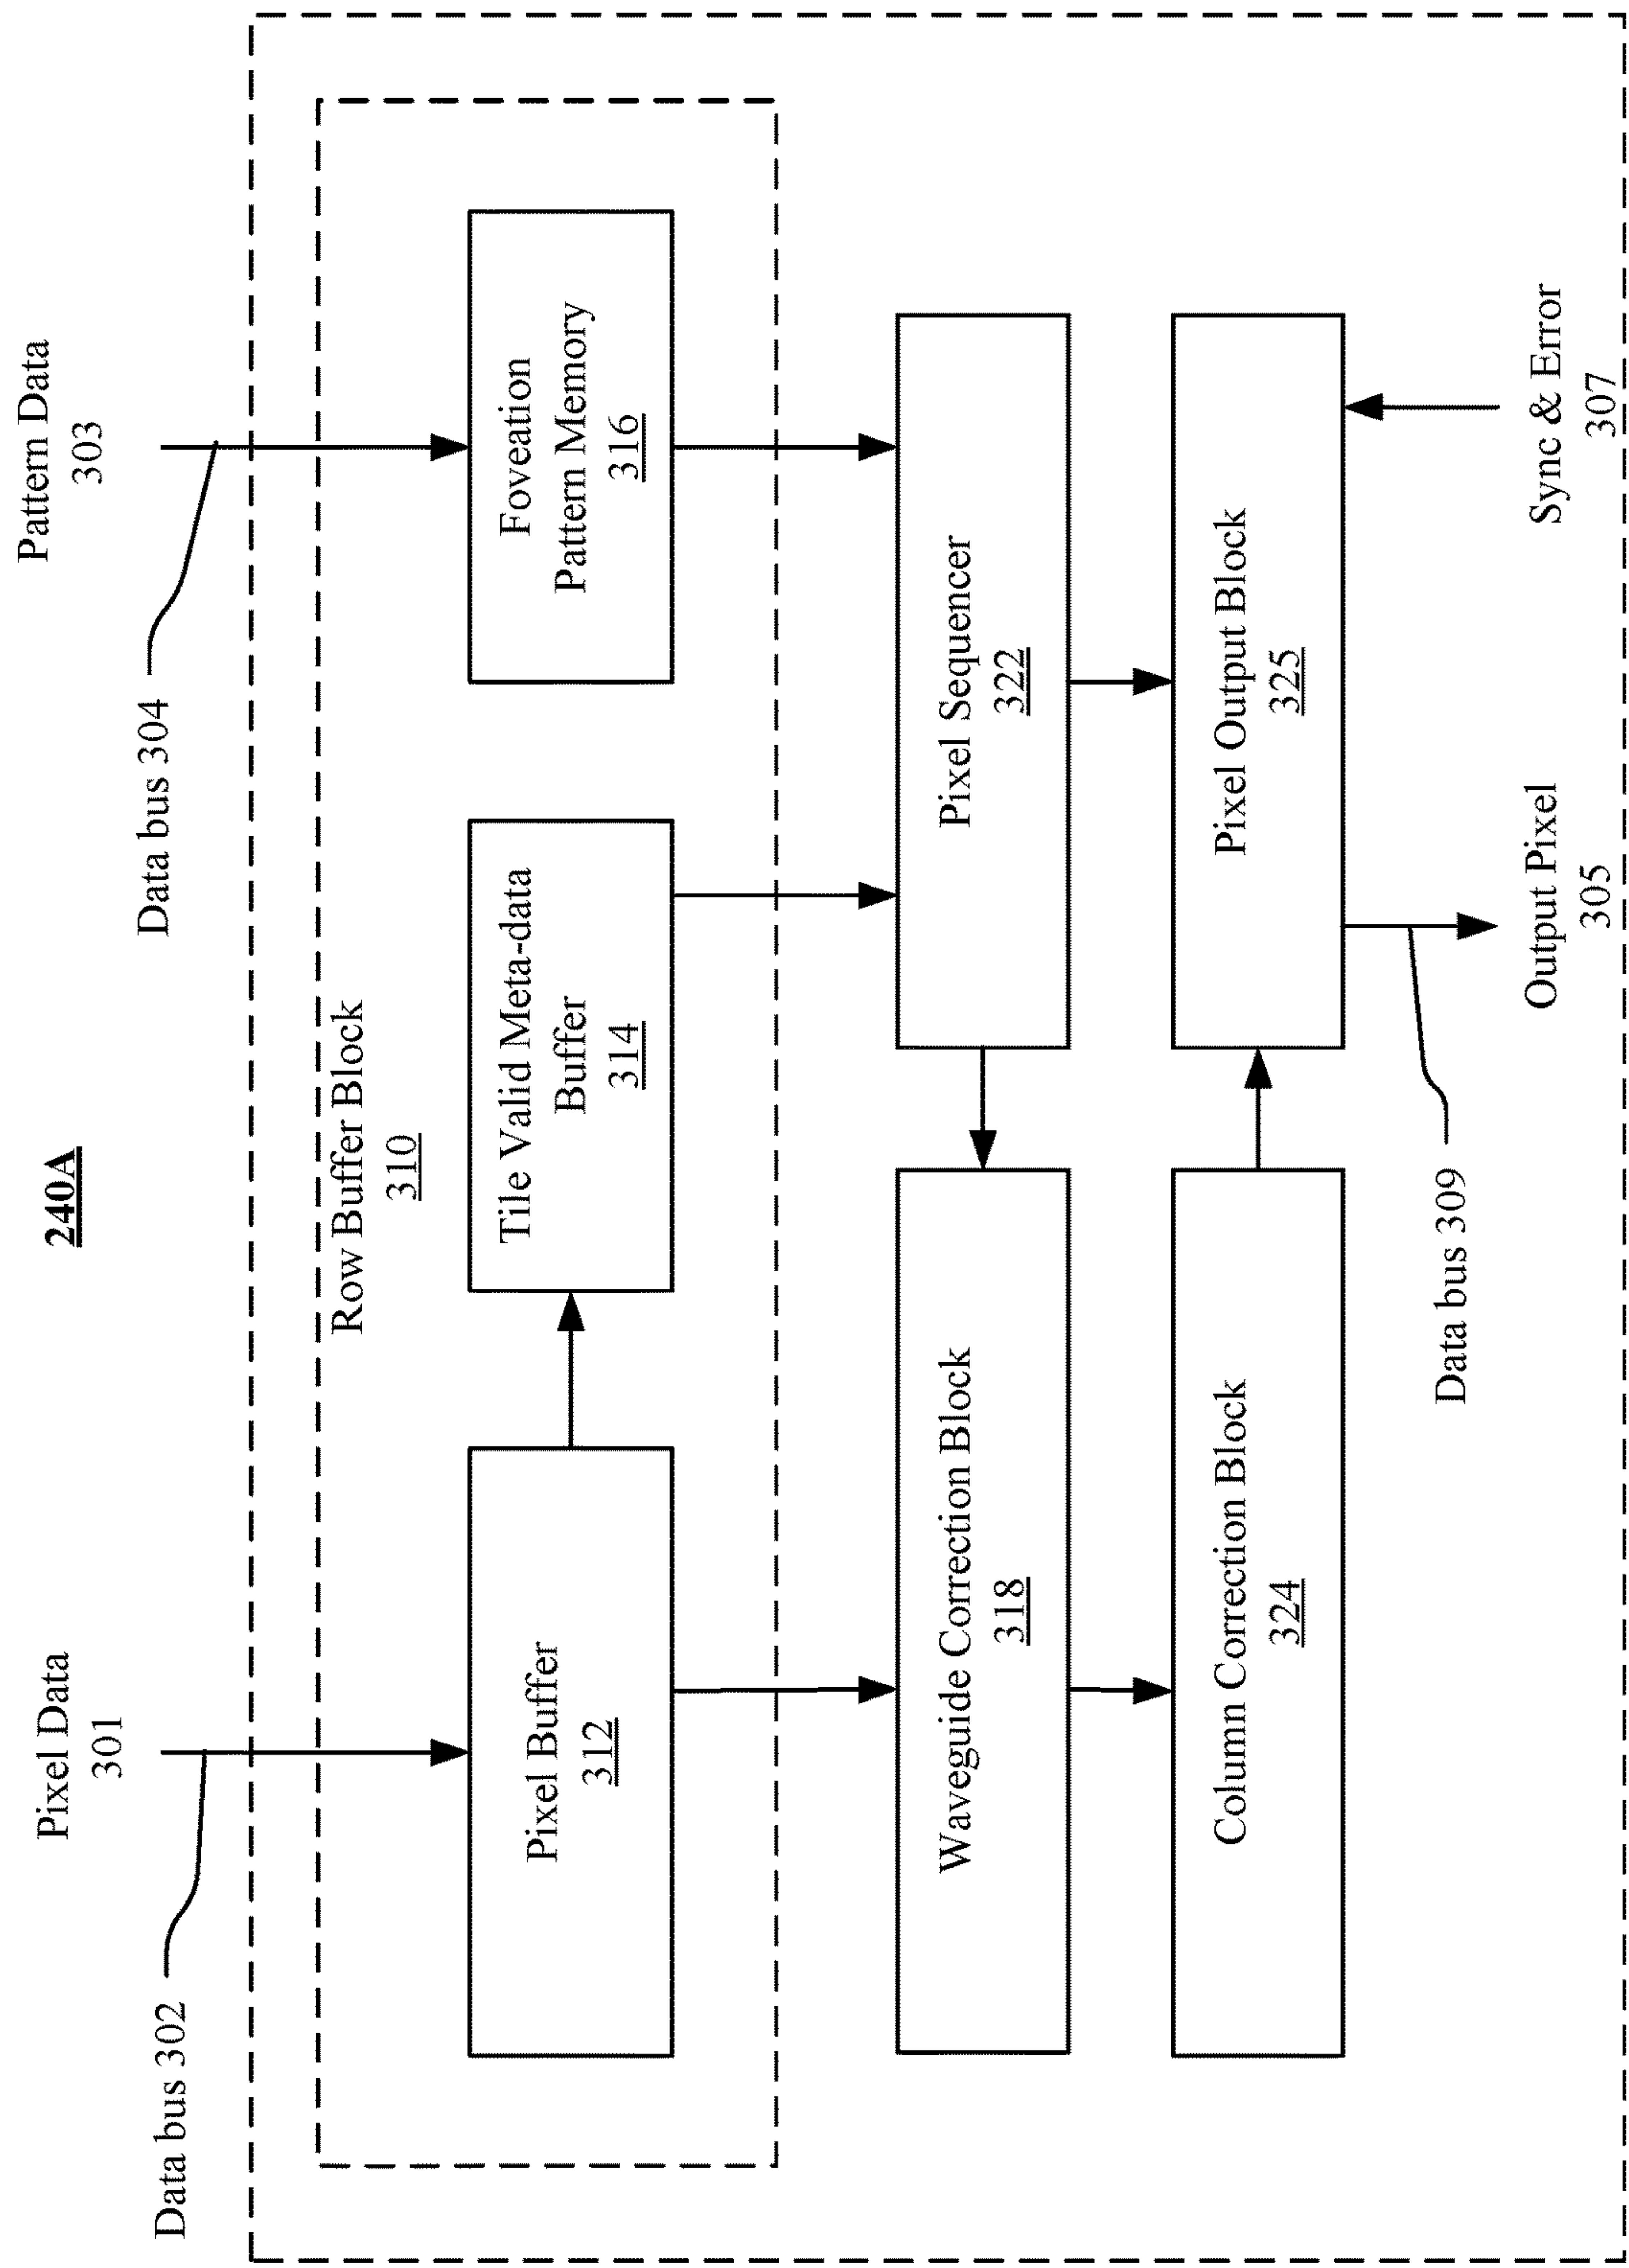 240A
Pixel Data
301
Pattern Data
303
Data bus 302
Data bus 304
Row Buffer Block
310
Pixel Buffer
312
Tile Valid Meta-data
Buffer
314
Foveation
Pattern Memory
316
Waveguide Correction Block
318
Pixel Sequencer
322
Column Correction Block
324
Pixel Output Block
325
Data bus 309
Output Pixel
305
Sync & Error
307